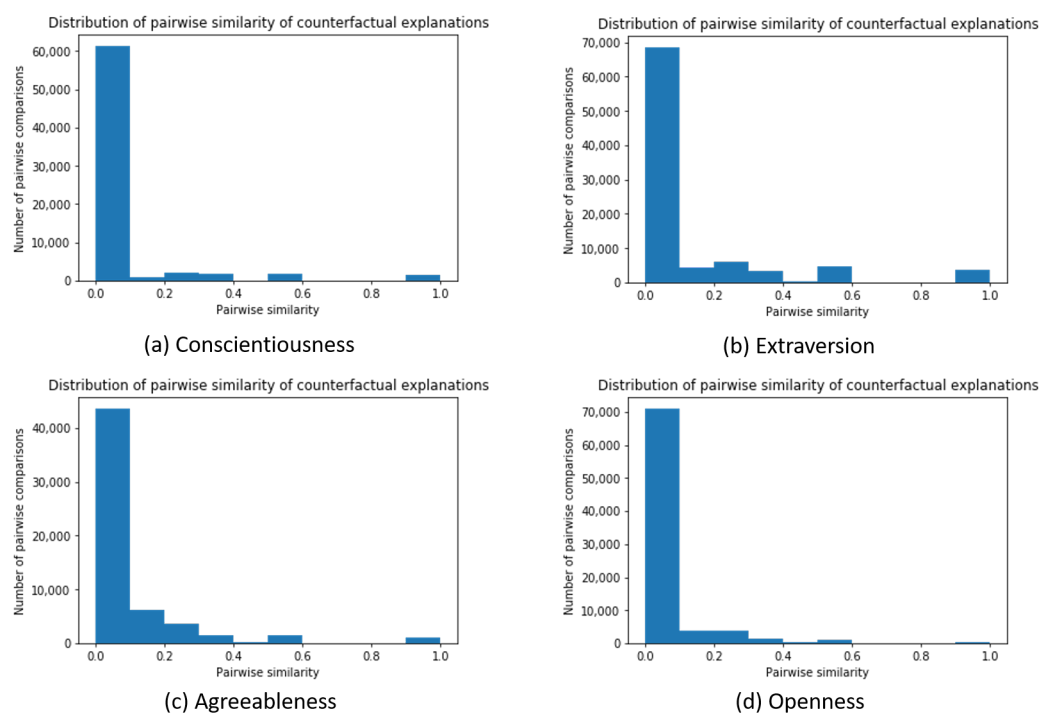 Distribution of pairwise similarity of counterfactual explanations
Number of pairwise comparisons
60,000
50,000
40,000
30,000
20,000
10,000
0
0.0 0.2 0.4 0.6 0.8 1.0
Pairwise similarity
(a) Conscientiousness
Distribution of pairwise similarity of counterfactual explanations
Number of pairwise comparisons
70,000
60,000
50,000
40,000
30,000
20,000
10,000
0
0.0 0.2 0.4 0.6 0.8 1.0
Pairwise similarity
(b) Extraversion
Distribution of pairwise similarity of counterfactual explanations
Number of pairwise comparisons
40,000
30,000
20,000
10,000
0
0.0 0.2 0.4 0.6 0.8 1.0
Pairwise similarity
(c) Agreeableness
Distribution of pairwise similarity of counterfactual explanations
Number of pairwise comparisons
70,000
60,000
50,000
40,000
30,000
20,000
10,000
0
0.0 0.2 0.4 0.6 0.8 1.0
Pairwise similarity
(d) Openness